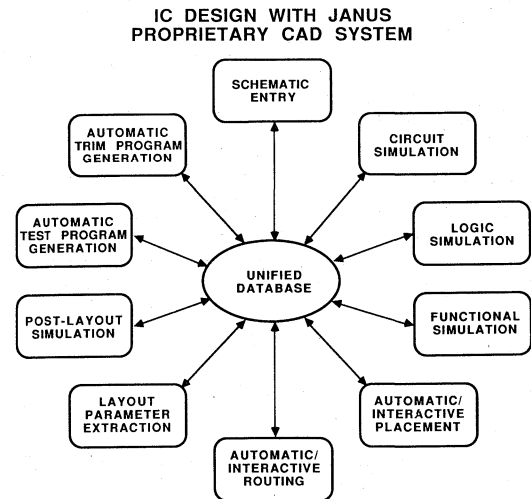 IC DESIGN WITH JANUS
PROPRIETARY CAD SYSTEM
SCHEMATIC
ENTRY
CIRCUIT
SIMULATION
LOGIC
SIMULATION
FUNCTIONAL
SIMULATION
AUTOMATIC/
INTERACTIVE
PLACEMENT
AUTOMATIC/
INTERACTIVE
ROUTING
LAYOUT
PARAMETER
EXTRACTION
POST-LAYOUT
SIMULATION
AUTOMATIC
TEST PROGRAM
GENERATION
AUTOMATIC
TRIM PROGRAM
GENERATION
UNIFIED
DATABASE